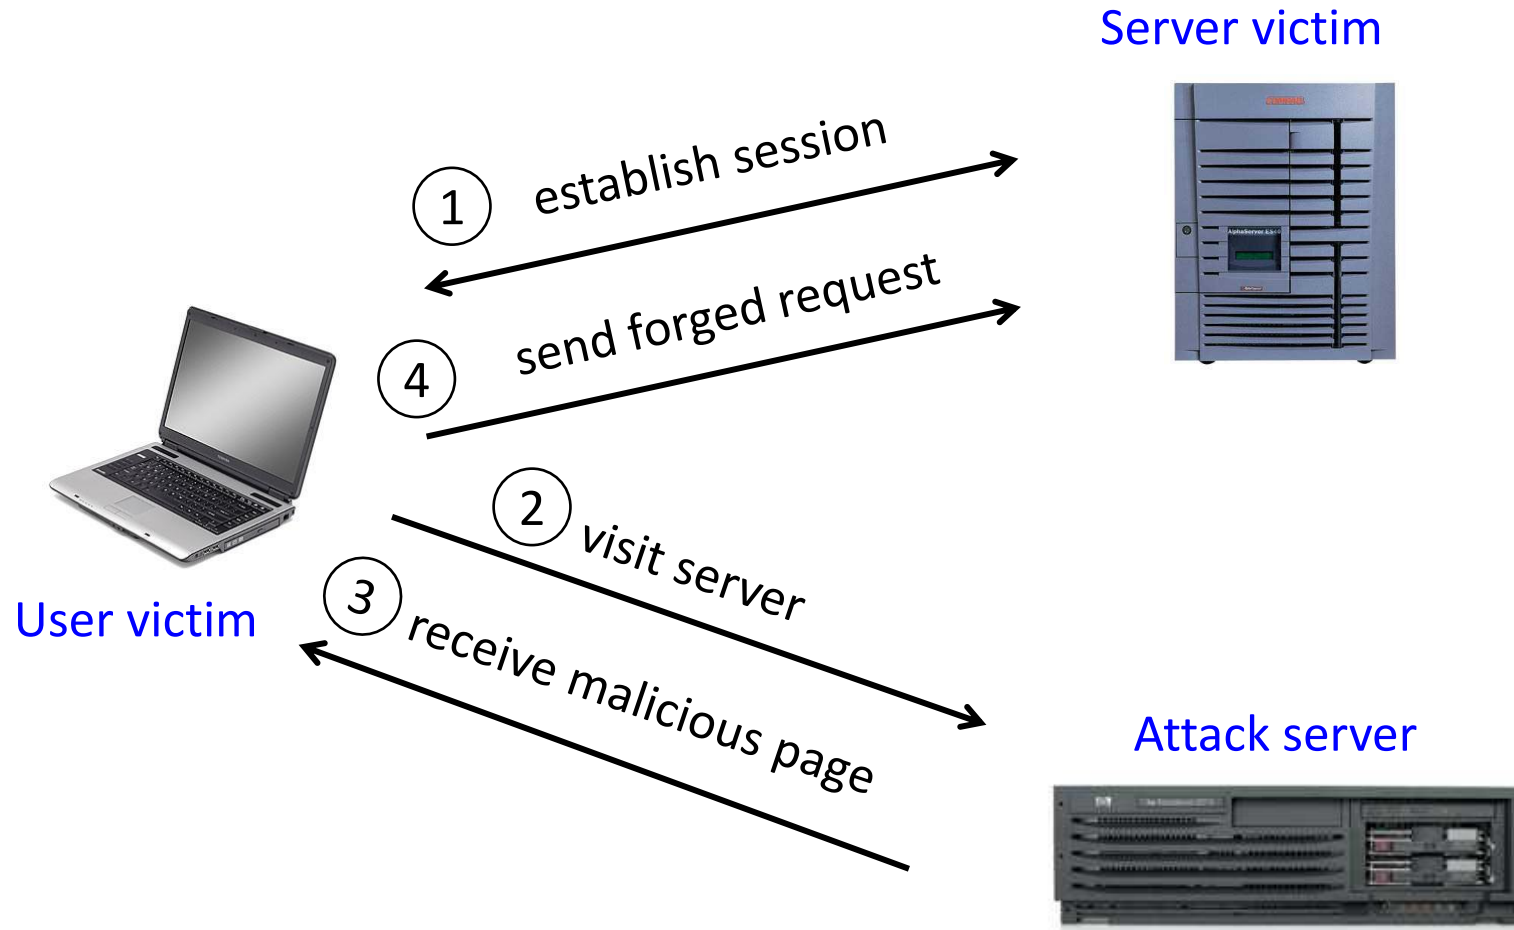 Server victim
1 establish session
4 send forged request
2 visit server
3 receive malicious page
User victim
Attack server